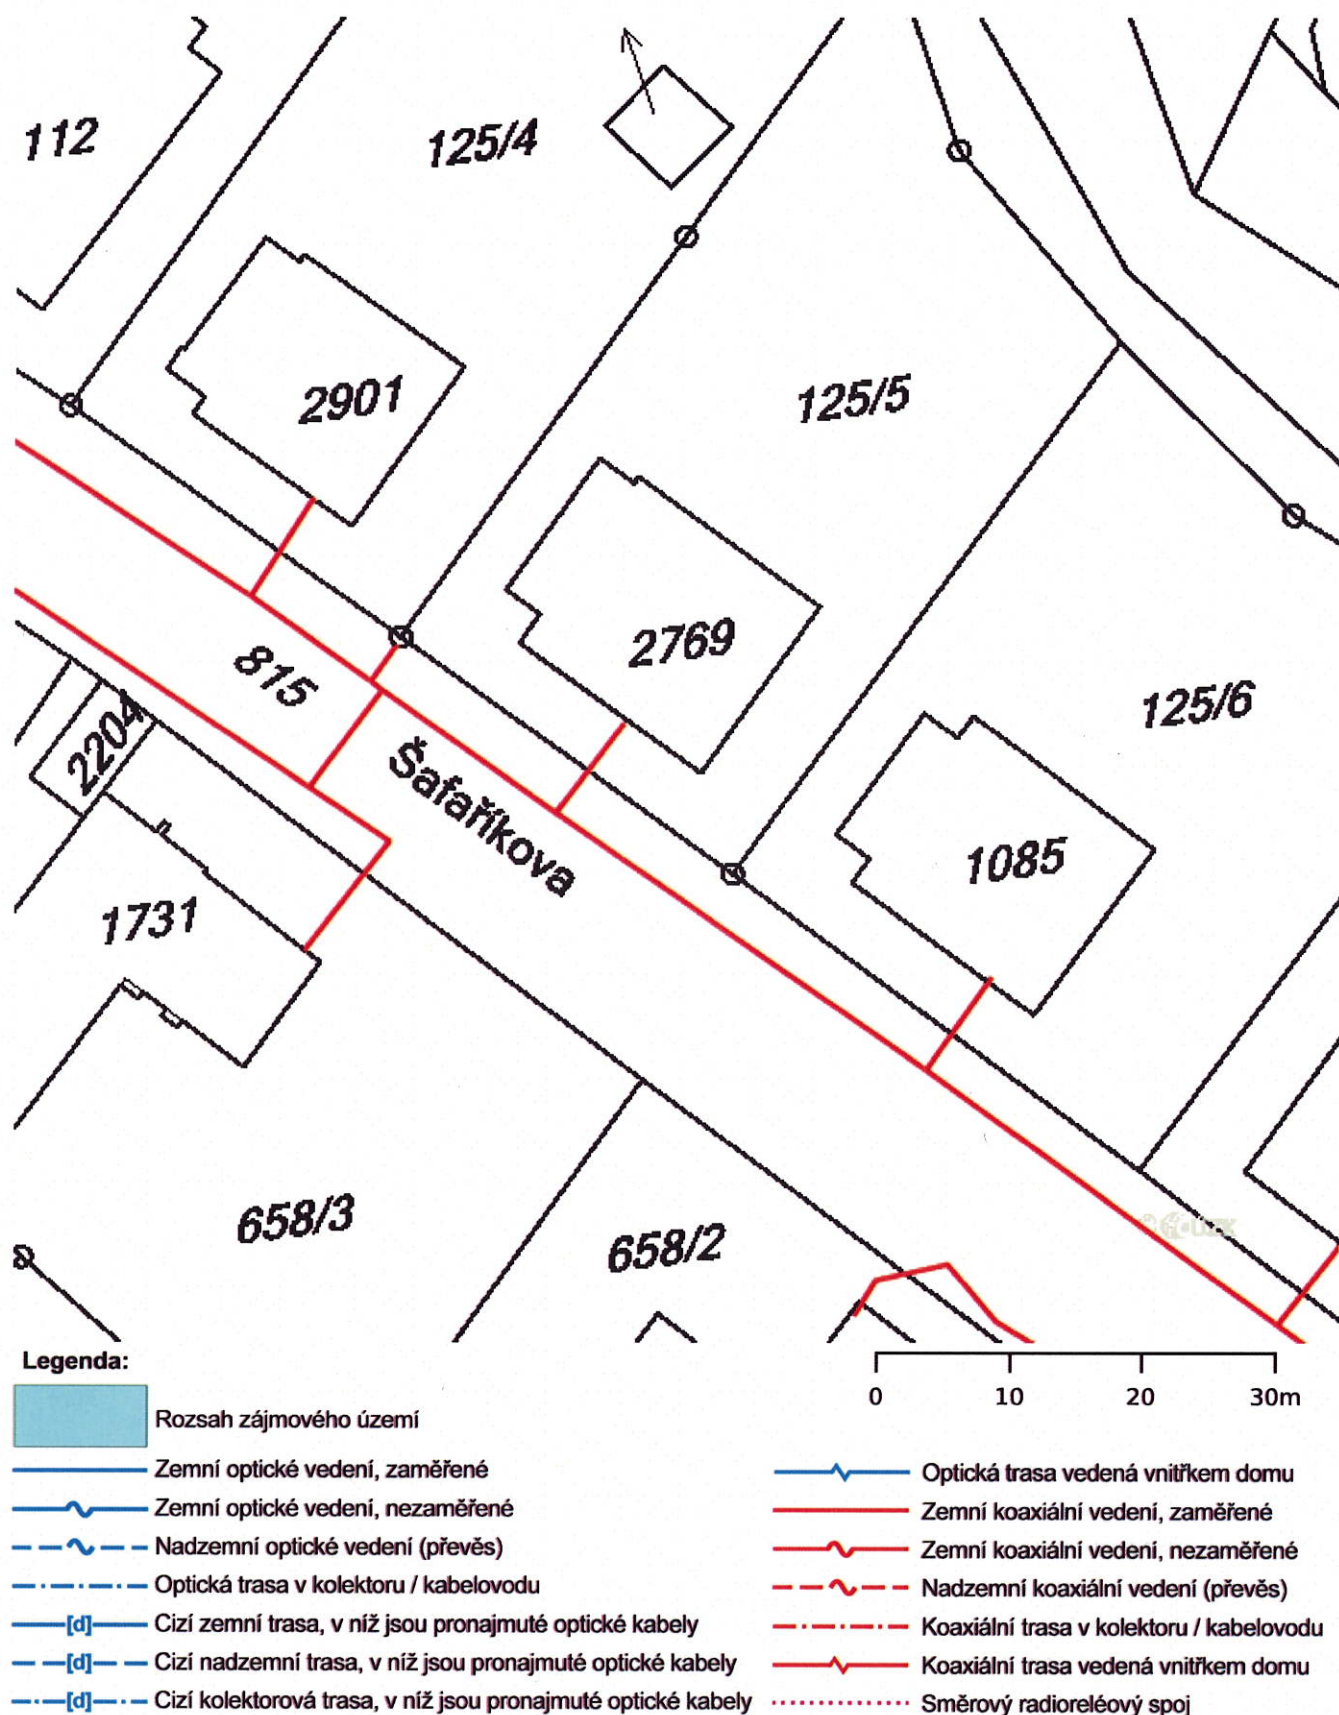 112
125/4
2901
125/5
2769
815
125/6
2204
Šafaříkova
1085
1731
658/3
658/2
ČÚZK
Legenda:
0 10 20 30m
Rozsah zájmového území
Zemní optické vedení, zaměřené
Zemní optické vedení, nezaměřené
Nadzemní optické vedení (převěs)
Optická trasa v kolektoru / kabelovodu
[d] Cizí zemní trasa, v níž jsou pronajmuté optické kabely
[d] Cizí nadzemní trasa, v níž jsou pronajmuté optické kabely
[d] Cizí kolektorová trasa, v níž jsou pronajmuté optické kabely
Optická trasa vedená vnitřkem domu
Zemní koaxiální vedení, zaměřené
Zemní koaxiální vedení, nezaměřené
Nadzemní koaxiální vedení (převěs)
Koaxiální trasa v kolektoru / kabelovodu
Koaxiální trasa vedená vnitřkem domu
Směrový radioreléový spoj